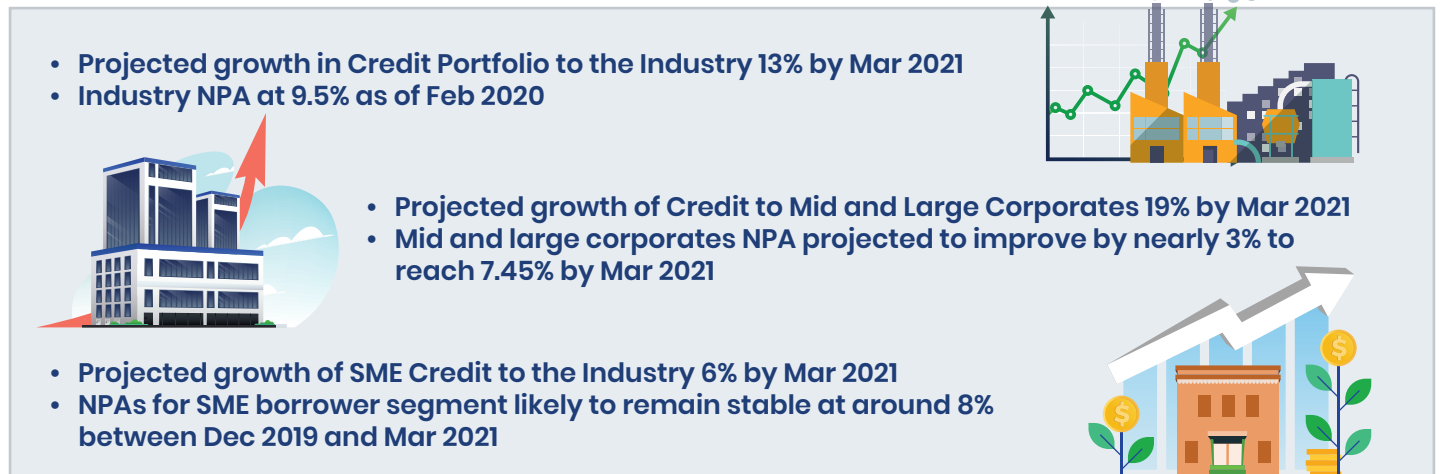 • Projected growth in Credit Portfolio to the Industry 13% by Mar 2021
• Industry NPA at 9.5% as of Feb 2020
• Projected growth of Credit to Mid and Large Corporates 19% by Mar 2021
• Mid and large corporates NPA projected to improve by nearly 3% to
reach 7.45% by Mar 2021
• Projected growth of SME Credit to the Industry 6% by Mar 2021
• NPAs for SME borrower segment likely to remain stable at around 8%
between Dec 2019 and Mar 2021
$
$